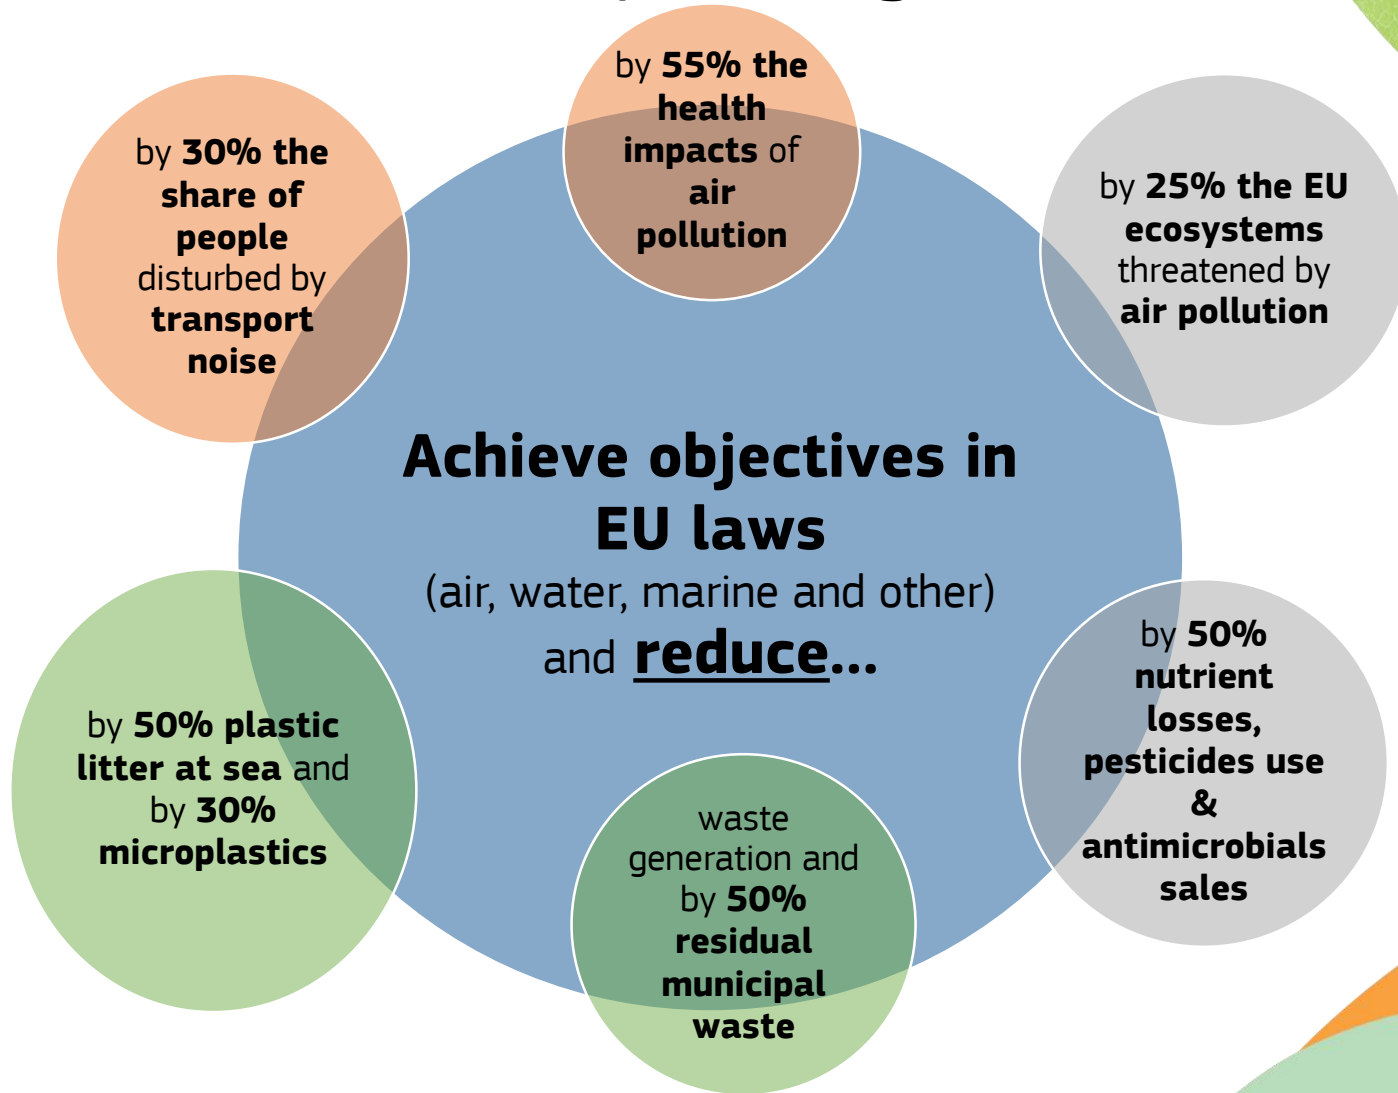 by 55% the
health
impacts of
air
pollution
by 30% the
share of
people
disturbed by
transport
noise
by 25% the EU
ecosystems
threatened by
air pollution
Achieve objectives in
EU laws
(air, water, marine and other)
and reduce...
by 50% plastic
litter at sea and
by 30%
microplastics
waste
generation and
by 50%
residual
municipal
waste
by 50%
nutrient
losses,
pesticides use
&
antimicrobials
sales